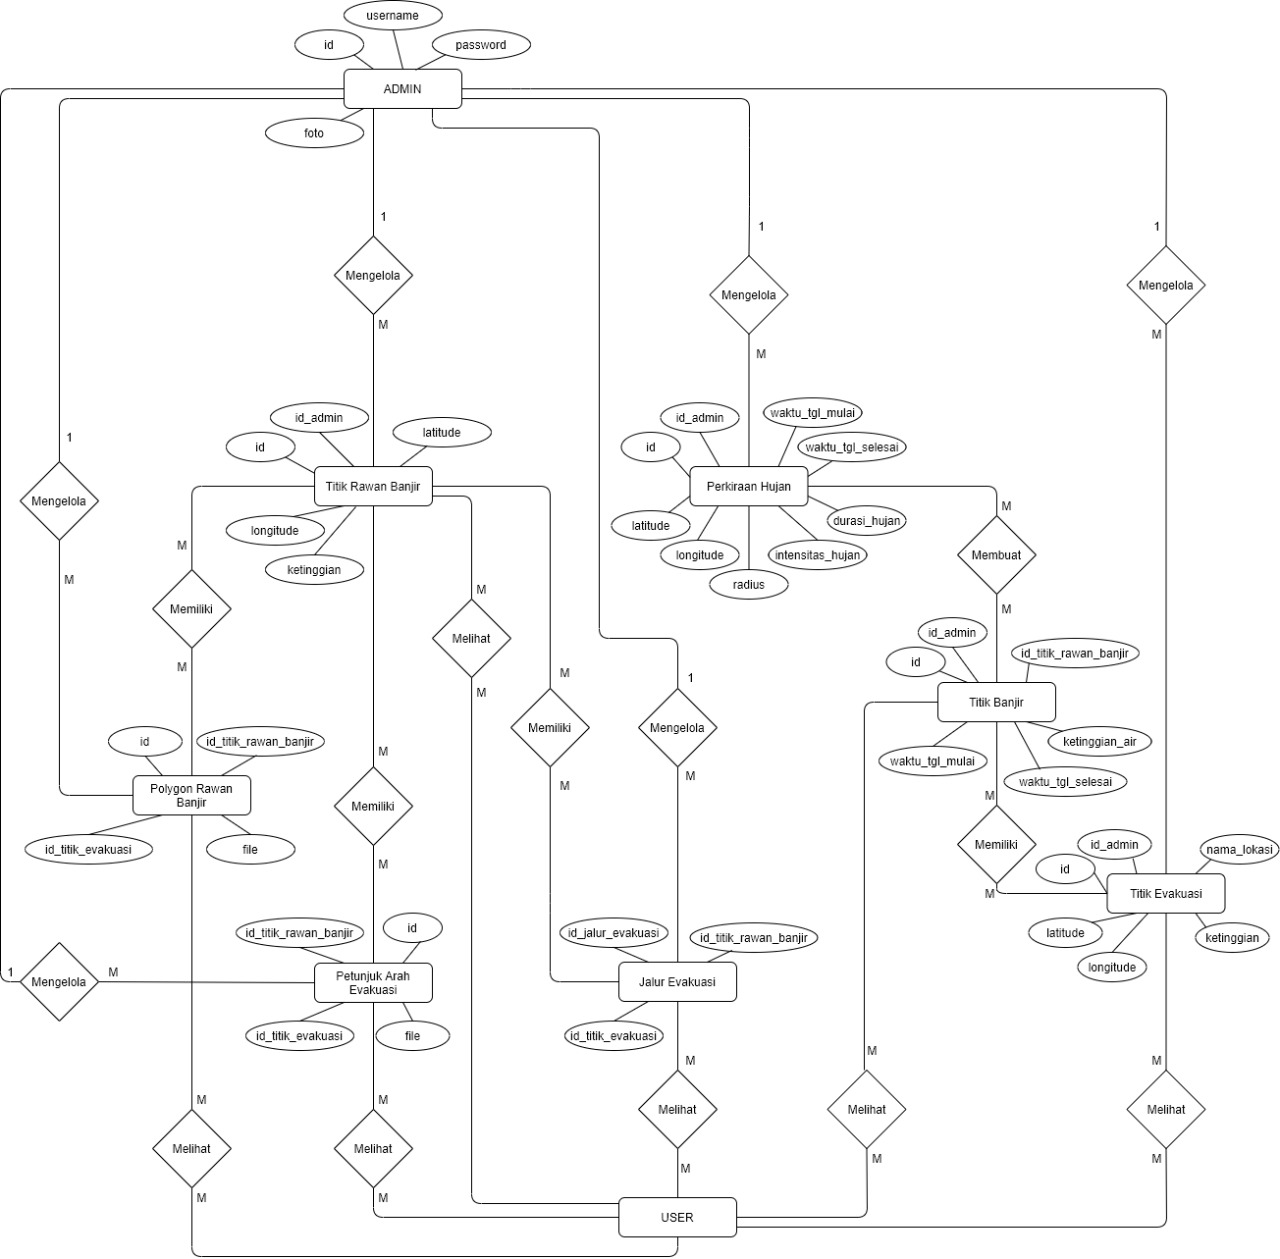 username
id
password
ADMIN
foto
1
1
1
Mengelola
Mengelola
Mengelola
M
M
M
id_admin
latitude
id
Titik Rawan Banjir
longitude
ketinggian
id_admin
waktu_tgl_mulai
id
waktu_tgl_selesai
Perkiraan Hujan
latitude
durasi_hujan
longitude
intensitas_hujan
radius
1
Mengelola
M
M
Membuat
M
M
Memiliki
M
M
Melihat
M
M
Memiliki
M
1
Mengelola
M
id_admin
id
id_titik_rawan_banjir
Titik Banjir
waktu_tgl_mulai
ketinggian_air
waktu_tgl_selesai
id
id_titik_rawan_banjir
Polygon Rawan
Banjir
id_titik_evakuasi
file
M
Memiliki
M
M
Memiliki
M
id_admin
nama_lokasi
id
Titik Evakuasi
latitude
ketinggian
longitude
1
Mengelola
M
id_titik_rawan_banjir
id
Petunjuk Arah
Evakuasi
id_titik_evakuasi
file
id_jalur_evakuasi
id_titik_rawan_banjir
Jalur Evakuasi
id_titik_evakuasi
M
Melihat
M
M
Melihat
M
M
Melihat
M
M
Melihat
M
M
Melihat
M
USER